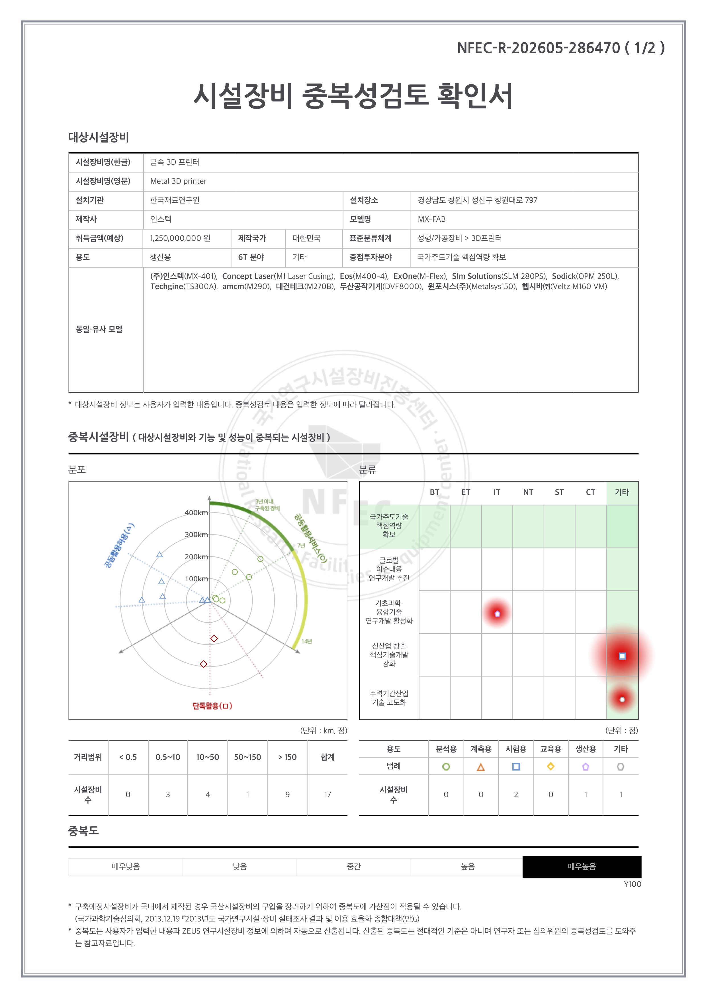 NFEC-R-202605-286470 ( 1/2 )
시설장비 중복성검토 확인서
대상시설장비
시설장비명(한글) 금속 3D 프린터
시설장비명(영문) Metal 3D printer
설치기관 한국재료연구원 설치장소 경상남도 창원시 성산구 창원대로 797
제작사 인스텍 모델명 MX-FAB
취득금액(예상) 1,250,000,000 원 제작국가 대한민국 표준분류체계 성형/가공장비 > 3D프린터
용도 생산용 6T 분야 기타 중점투자분야 국가주도기술 핵심역량 확보
동일·유사 모델
(주)인스텍(MX-401), Concept Laser(M1 Laser Cusing), Eos(M400-4), ExOne(M-Flex), Slm Solutions(SLM 280PS), Sodick(OPM 250L),
Techgine(TS300A), amcm(M290), 대건테크(M270B), 두산공작기계(DVF8000), 윈포시스(주)(Metalsys150), 헵시바㈜(Veltz M160 VM)
* 대상시설장비 정보는 사용자가 입력한 내용입니다. 중복성검토 내용은 입력한 정보에 따라 달라집니다.
국가연구시설장비진흥센터
National Research Facilities & Equipment center
NFEC
중복시설장비 ( 대상시설장비와 기능 및 성능이 중복되는 시설장비 )
분포
400km
300km
200km
100km
3년 이내
구축된 장비
7년
14년
공동활용서비스(O)
공동활용허용(△)
단독활용(ㅁ)
(단위 : km, 점)
거리범위 < 0.5 0.5~10 10~50 50~150 > 150 합계
시설장비
수
0 3 4 1 9 17
분류
BT ET IT NT ST CT 기타
국가주도기술
핵심역량
확보
글로벌
이슈대응
연구개발 추진
기초과학·
융합기술
연구개발 활성화
신산업 창출
핵심기술개발
강화
주력기간산업
기술 고도화
(단위 : 점)
용도 분석용 계측용 시험용 교육용 생산용 기타
범례
시설장비
수
0 0 2 0 1 1
중복도
매우낮음 낮음 중간 높음 매우높음
Y100
* 구축예정시설장비가 국내에서 제작된 경우 국산시설장비의 구입을 장려하기 위하여 중복도에 가산점이 적용될 수 있습니다.
(국가과학기술심의회, 2013.12.19『2013년도 국가연구시설·장비 실태조사 결과 및 이용 효율화 종합대책(안)』)
* 중복도는 사용자가 입력한 내용과 ZEUS 연구시설장비 정보에 의하여 자동으로 산출됩니다. 산출된 중복도는 절대적인 기준은 아니며 연구자 또는 심의위원의 중복성검토를 도와주
는 참고자료입니다.